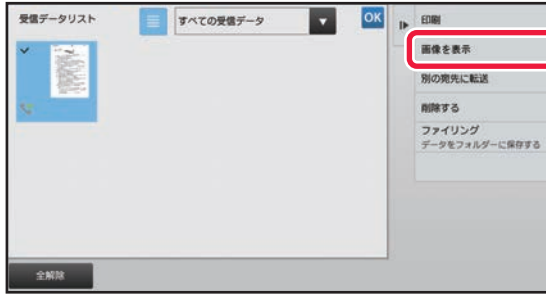 受信データリスト
すべての受信データ
OK
印刷
画像を表示
別の宛先に転送
削除する
ファイリング
データをフォルダーに保存する
全解除